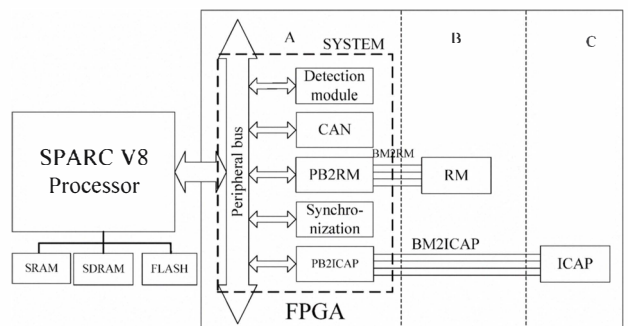 A
B
C
SYSTEM
Peripheral bus
Detection
module
CAN
BM2RM
SPARC V8
Processor
PB2RM
RM
Synchro-
nization
BM2ICAP
SRAM
SDRAM
FLASH
PB2ICAP
ICAP
FPGA